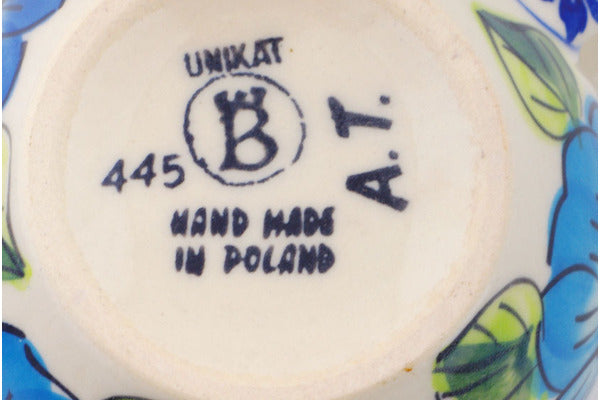 UNIKAT
B
445
A.T.
HAND MADE
IN POLAND